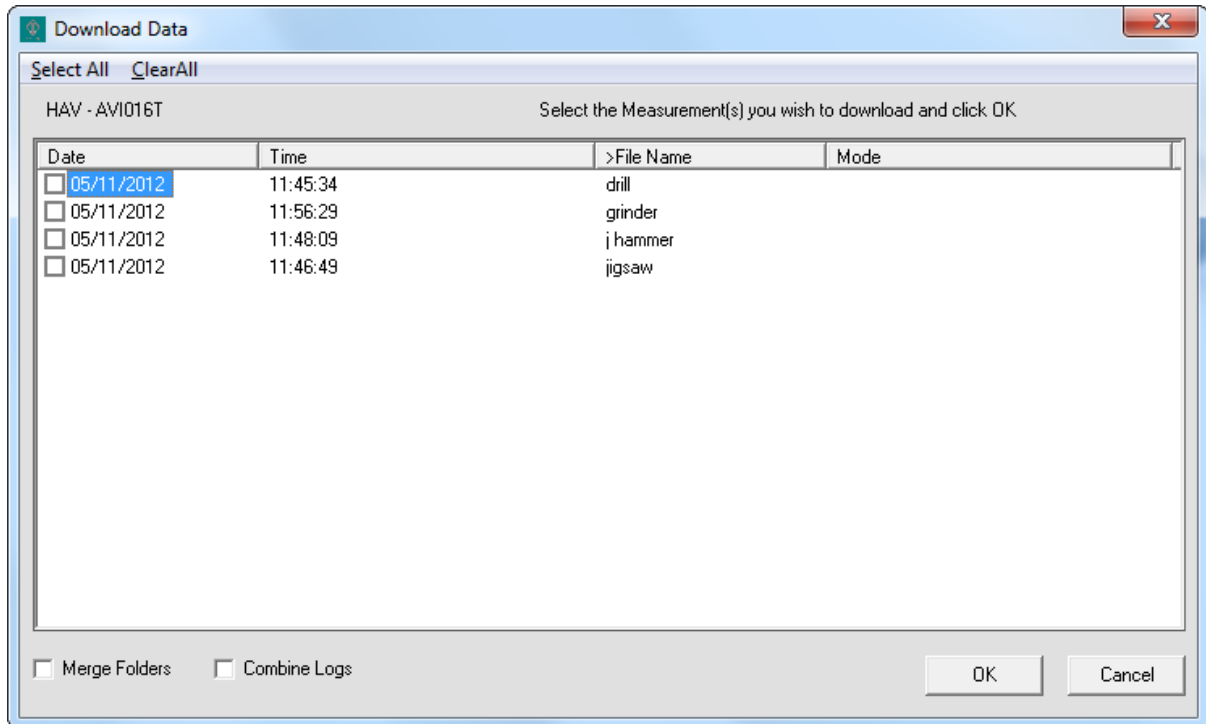 Download Data
Select All ClearAll
HAV - AVI016T Select the Measurement(s) you wish to download and click OK
Date Time >File Name Mode
05/11/2012 11:45:34 drill
05/11/2012 11:56:29 grinder
05/11/2012 11:48:09 j hammer
05/11/2012 11:46:49 jigsaw
Merge Folders Combine Logs OK Cancel